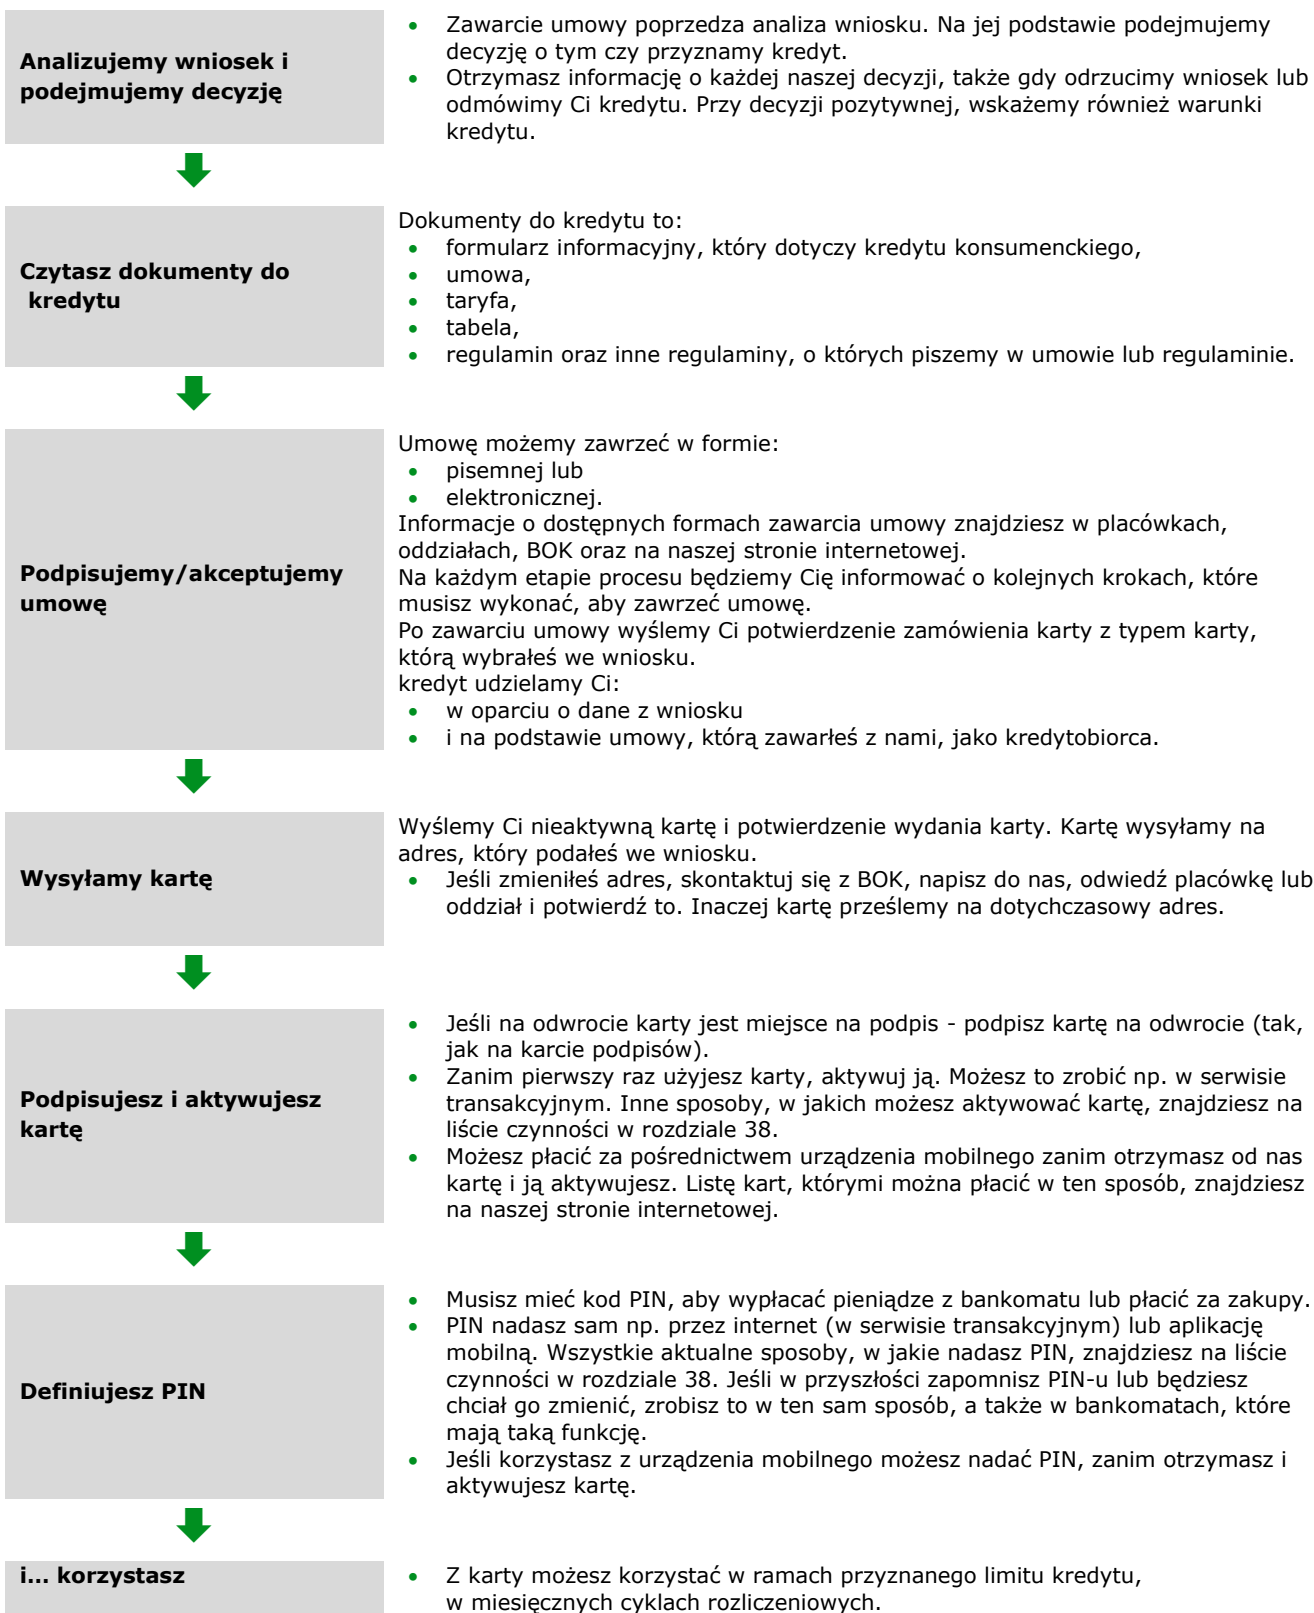 Analizujemy wniosek i
podejmujemy decyzję
• Zawarcie umowy poprzedza analiza wniosku. Na jej podstawie podejmujemy
decyzję o tym czy przyznamy kredyt.
• Otrzymasz informację o każdej naszej decyzji, także gdy odrzucimy wniosek lub
odmówimy Ci kredytu. Przy decyzji pozytywnej, wskażemy również warunki
kredytu.
Czytasz dokumenty do
kredytu
Dokumenty do kredytu to:
• formularz informacyjny, który dotyczy kredytu konsumenckiego,
• umowa,
• taryfa,
• tabela,
• regulamin oraz inne regulaminy, o których piszemy w umowie lub regulaminie.
Podpisujemy/akceptujemy
umowę
Umowę możemy zawrzeć w formie:
• pisemnej lub
• elektronicznej.
Informacje o dostępnych formach zawarcia umowy znajdziesz w placówkach,
oddziałach, BOK oraz na naszej stronie internetowej.
Na każdym etapie procesu będziemy Cię informować o kolejnych krokach, które
musisz wykonać, aby zawrzeć umowę.
Po zawarciu umowy wyślemy Ci potwierdzenie zamówienia karty z typem karty,
którą wybrałeś we wniosku.
kredyt udzielamy Ci:
• w oparciu o dane z wniosku
• i na podstawie umowy, którą zawarłeś z nami, jako kredytobiorca.
Wysyłamy kartę
Wyślemy Ci nieaktywną kartę i potwierdzenie wydania karty. Kartę wysyłamy na
adres, który podałeś we wniosku.
• Jeśli zmieniłeś adres, skontaktuj się z BOK, napisz do nas, odwiedź placówkę lub
oddział i potwierdź to. Inaczej kartę prześlemy na dotychczasowy adres.
Podpisujesz i aktywujesz
kartę
• Jeśli na odwrocie karty jest miejsce na podpis - podpisz kartę na odwrocie (tak,
jak na karcie podpisów).
• Zanim pierwszy raz użyjesz karty, aktywuj ją. Możesz to zrobić np. w serwisie
transakcyjnym. Inne sposoby, w jakich możesz aktywować kartę, znajdziesz na
liście czynności w rozdziale 38.
• Możesz płacić za pośrednictwem urządzenia mobilnego zanim otrzymasz od nas
kartę i ją aktywujesz. Listę kart, którymi można płacić w ten sposób, znajdziesz
na naszej stronie internetowej.
Definiujesz PIN
• Musisz mieć kod PIN, aby wypłacać pieniądze z bankomatu lub płacić za zakupy.
• PIN nadasz sam np. przez internet (w serwisie transakcyjnym) lub aplikację
mobilną. Wszystkie aktualne sposoby, w jakie nadasz PIN, znajdziesz na liście
czynności w rozdziale 38. Jeśli w przyszłości zapomnisz PIN-u lub będziesz
chciał go zmienić, zrobisz to w ten sam sposób, a także w bankomatach, które
mają taką funkcję.
• Jeśli korzystasz z urządzenia mobilnego możesz nadać PIN, zanim otrzymasz i
aktywujesz kartę.
i... korzystasz
• Z karty możesz korzystać w ramach przyznanego limitu kredytu,
w miesięcznych cyklach rozliczeniowych.